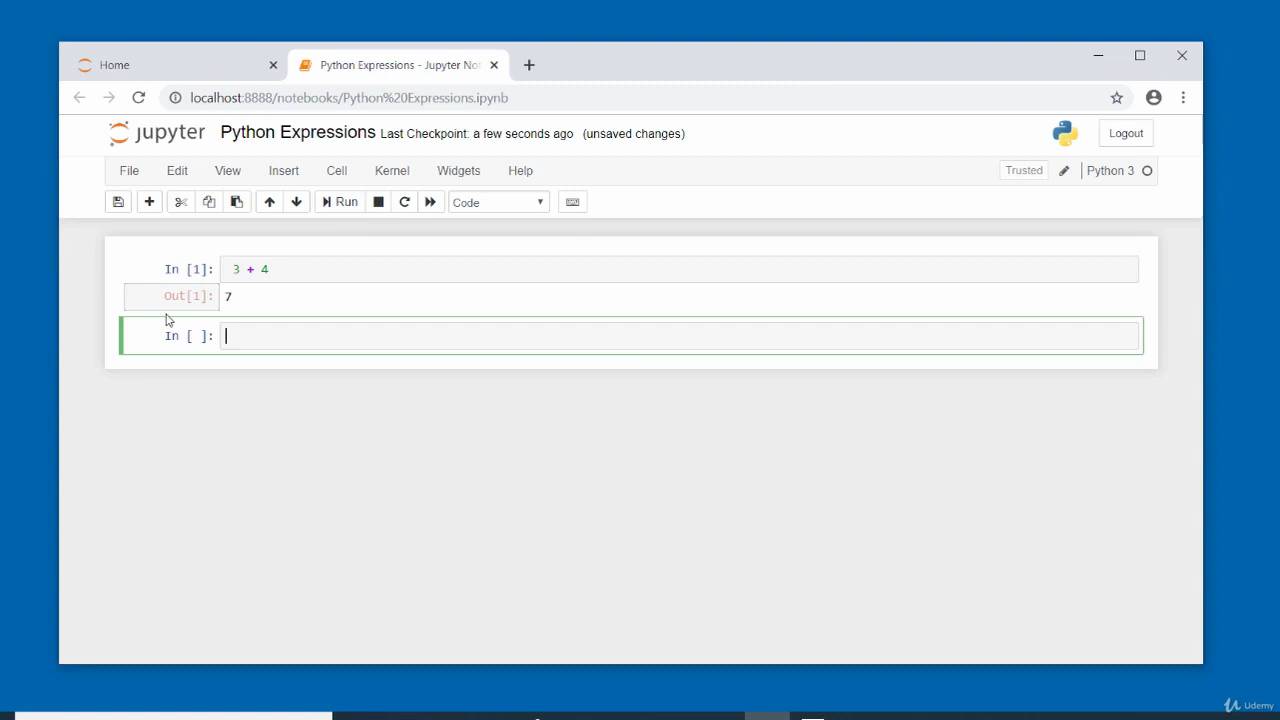 Home
Python Expressions - Jupyter Not
localhost:8888/notebooks/Python%20Expressions.ipynb
jupyter Python Expressions Last Checkpoint: a few seconds ago (unsaved changes) Logout
File Edit View Insert Cell Kernel Widgets Help Trusted Python 3
Run Code
In [1]: 3 + 4
Out[1]: 7
In [ ]:
Udemy